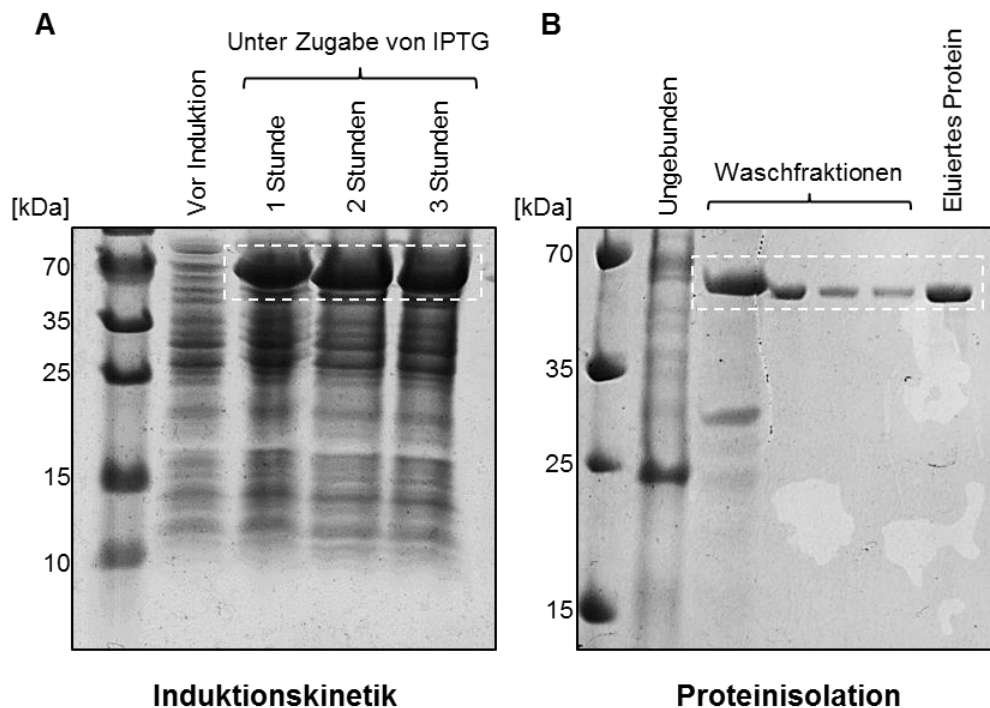 A
Unter Zugabe von IPTG
Vor Induktion
1 Stunde
2 Stunden
3 Stunden
[kDa]
70
35
25
15
10
Induktionskinetik
B
Ungebunden
Waschfraktionen
Eluiertes Protein
[kDa]
70
35
25
15
Proteinisolation